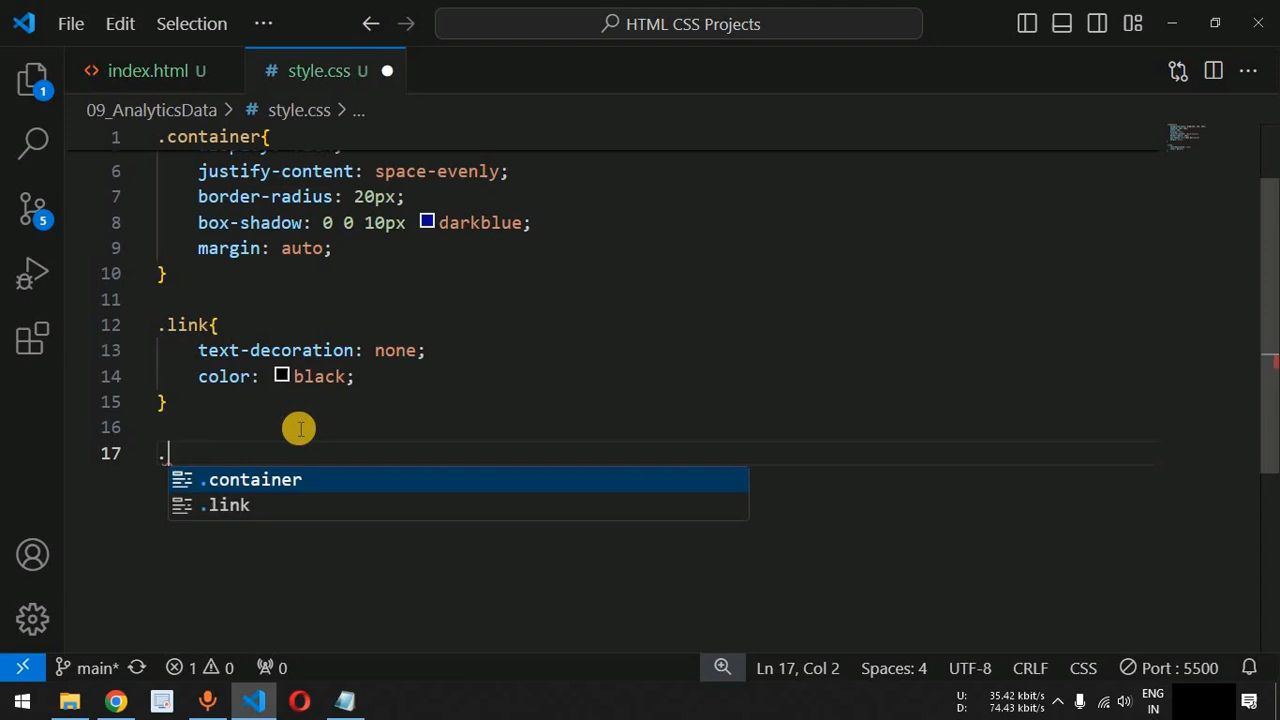 File Edit Selection ··· HTML CSS Projects
index.html U # style.css U
09_AnalyticsData > # style.css > ...
1 .container{
6 justify-content: space-evenly;
7 border-radius: 20px;
8 box-shadow: 0 0 10px darkblue;
9 margin: auto;
10 }
11
12 .link{
13 text-decoration: none;
14 color: black;
15 }
16
17 .
.container
.link
1
5
main* 1 0 0 Ln 17, Col 2 Spaces: 4 UTF-8 CRLF CSS Port : 5500
U: 35.42 kbit/s
D: 74.43 kbit/s
ENG
IN